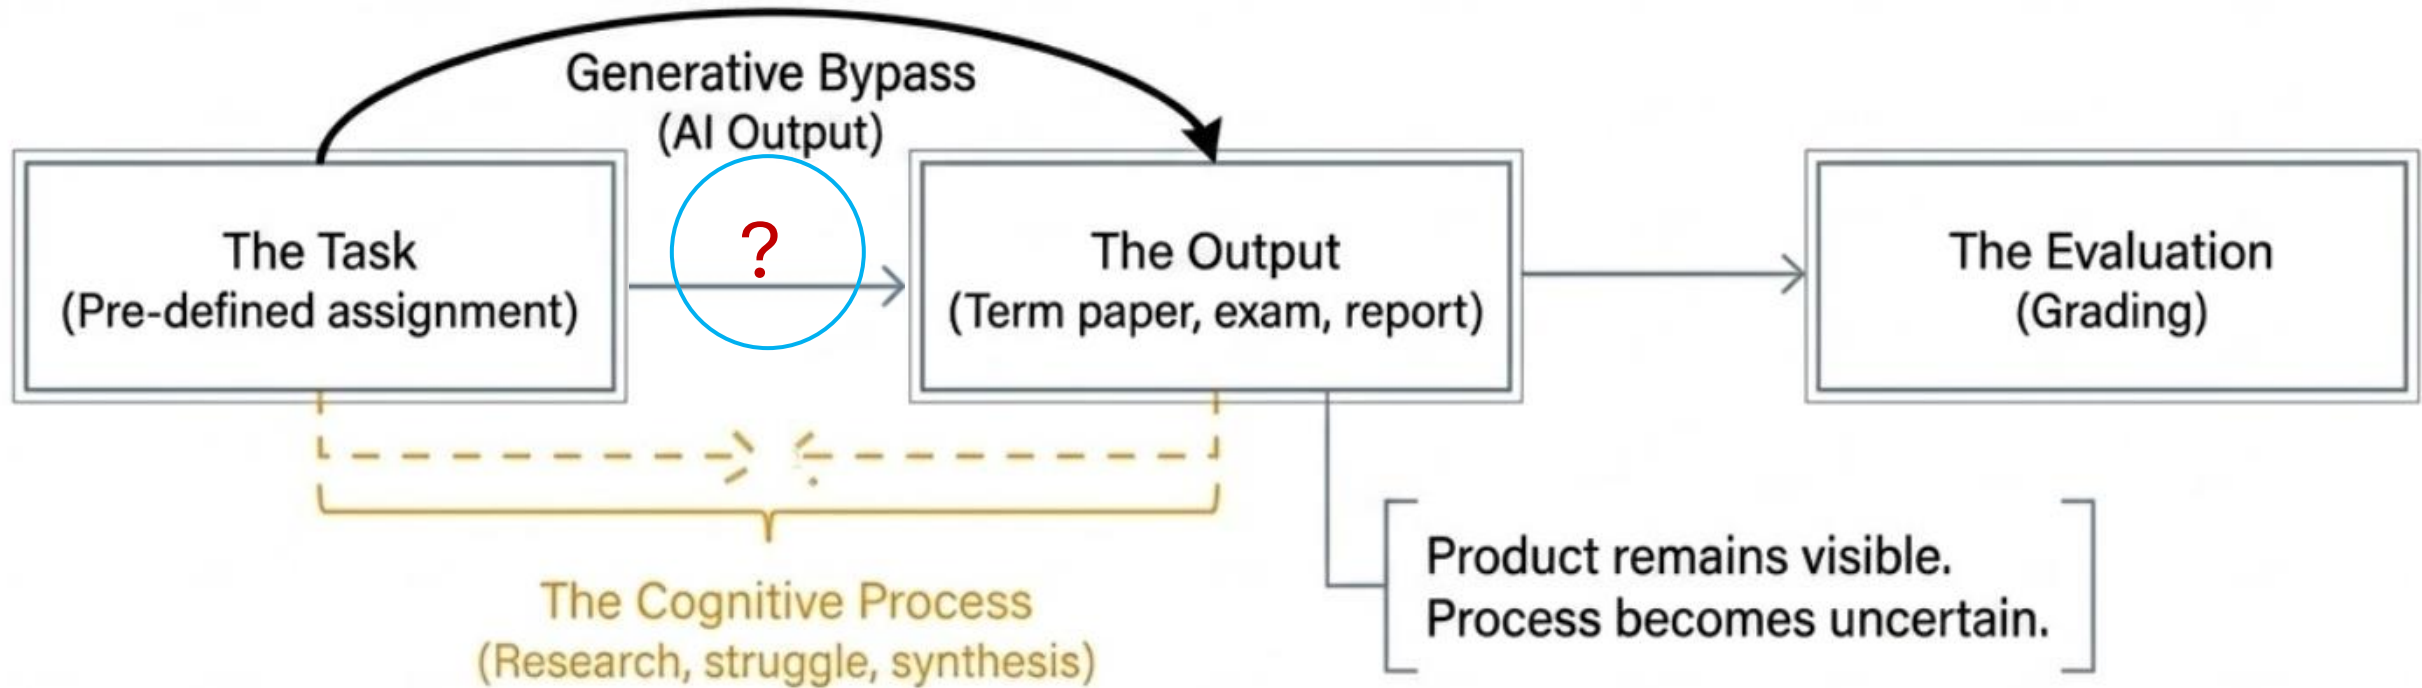 Generative Bypass
(AI Output)
The Task
(Pre-defined assignment)
?
The Output
(Term paper, exam, report)
The Evaluation
(Grading)
The Cognitive Process
(Research, struggle, synthesis)
Product remains visible.
Process becomes uncertain.